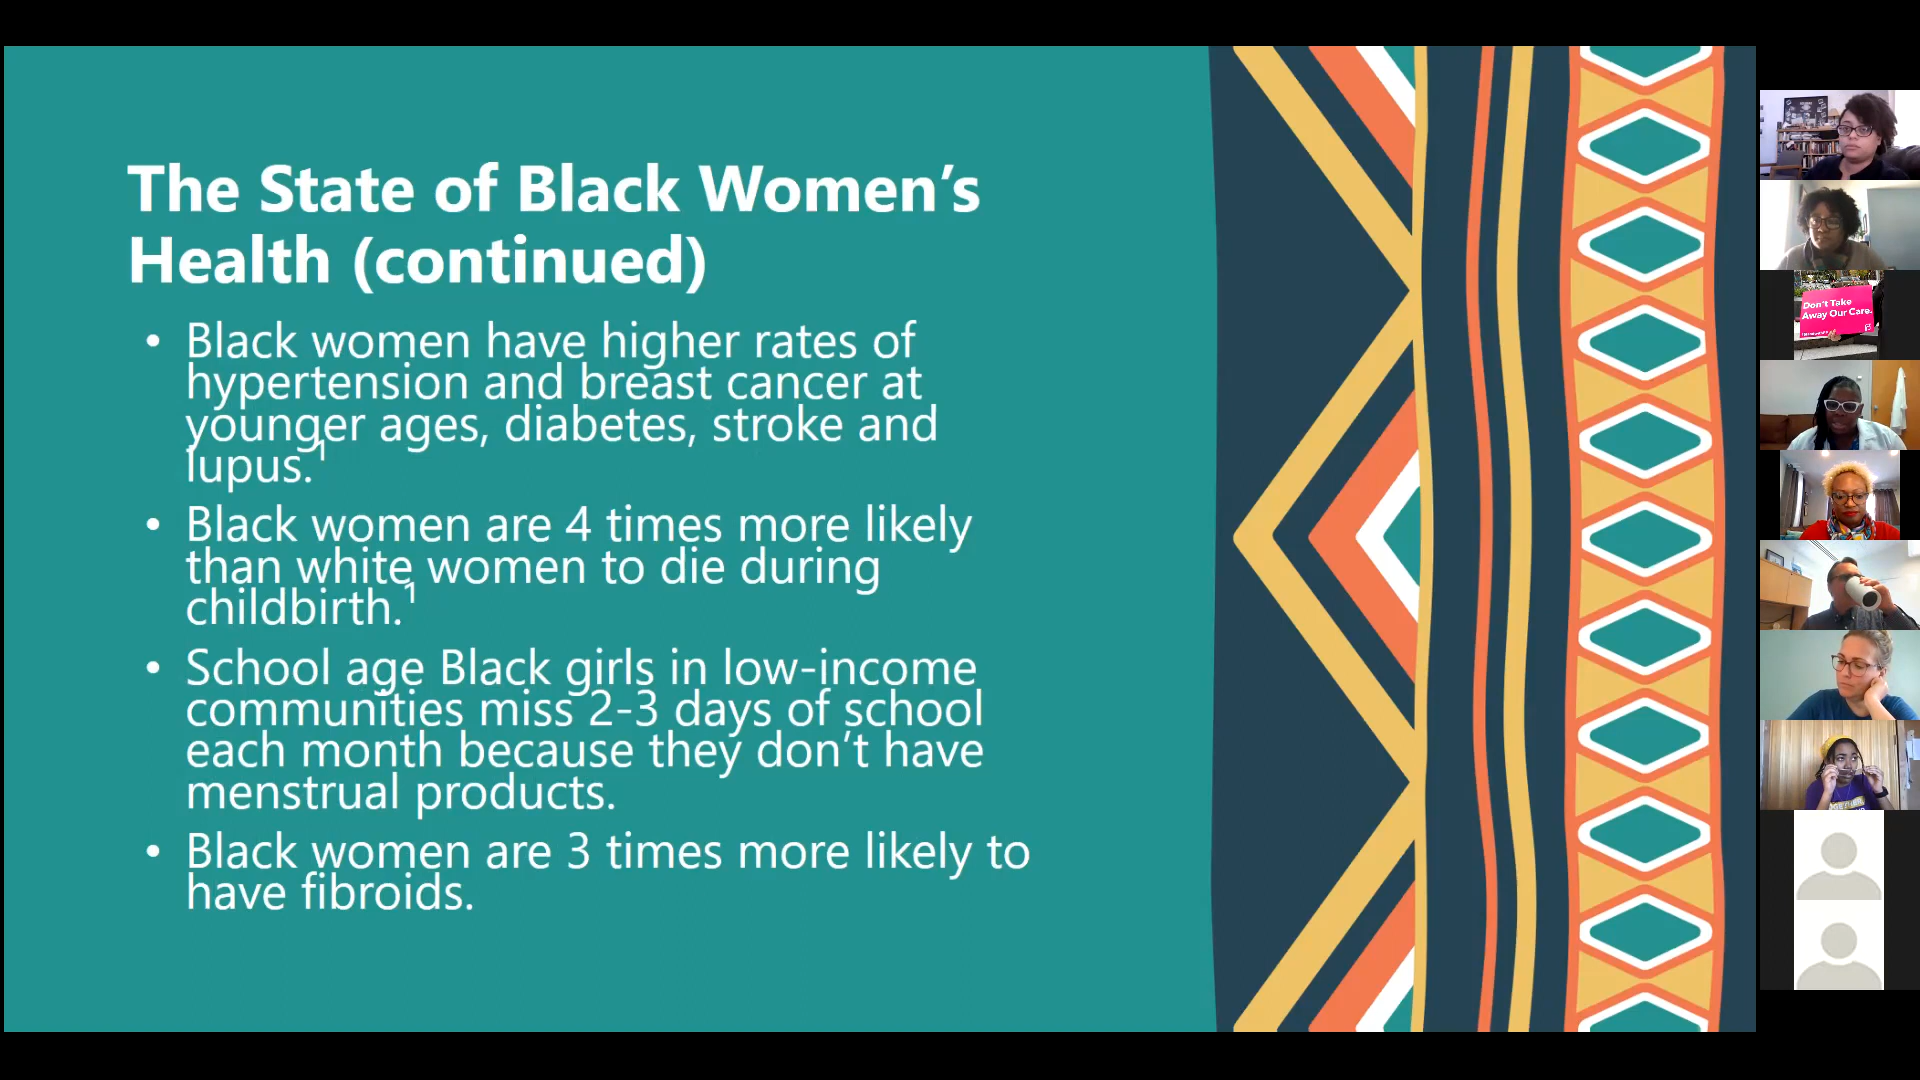 The State of Black Women’s
Health (continued)
• Black women have higher rates of
hypertension and breast cancer at
younger ages, diabetes, stroke and
lupus.¹
• Black women are 4 times more likely
than white women to die during
childbirth.¹
• School age Black girls in low-income
communities miss 2-3 days of school
each month because they don’t have
menstrual products.
• Black women are 3 times more likely to
have fibroids.
Don't Take
Away Our Care.